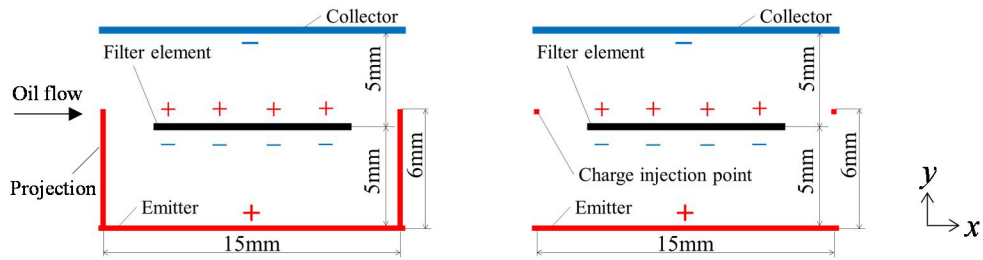 Collector
Filter element
+ + + +
5mm
Oil flow
5mm
6mm
Projection
Emitter
+
15mm
Collector
Filter element
+ + + +
5mm
Charge injection point
5mm
6mm
Emitter
+
15mm
y
x